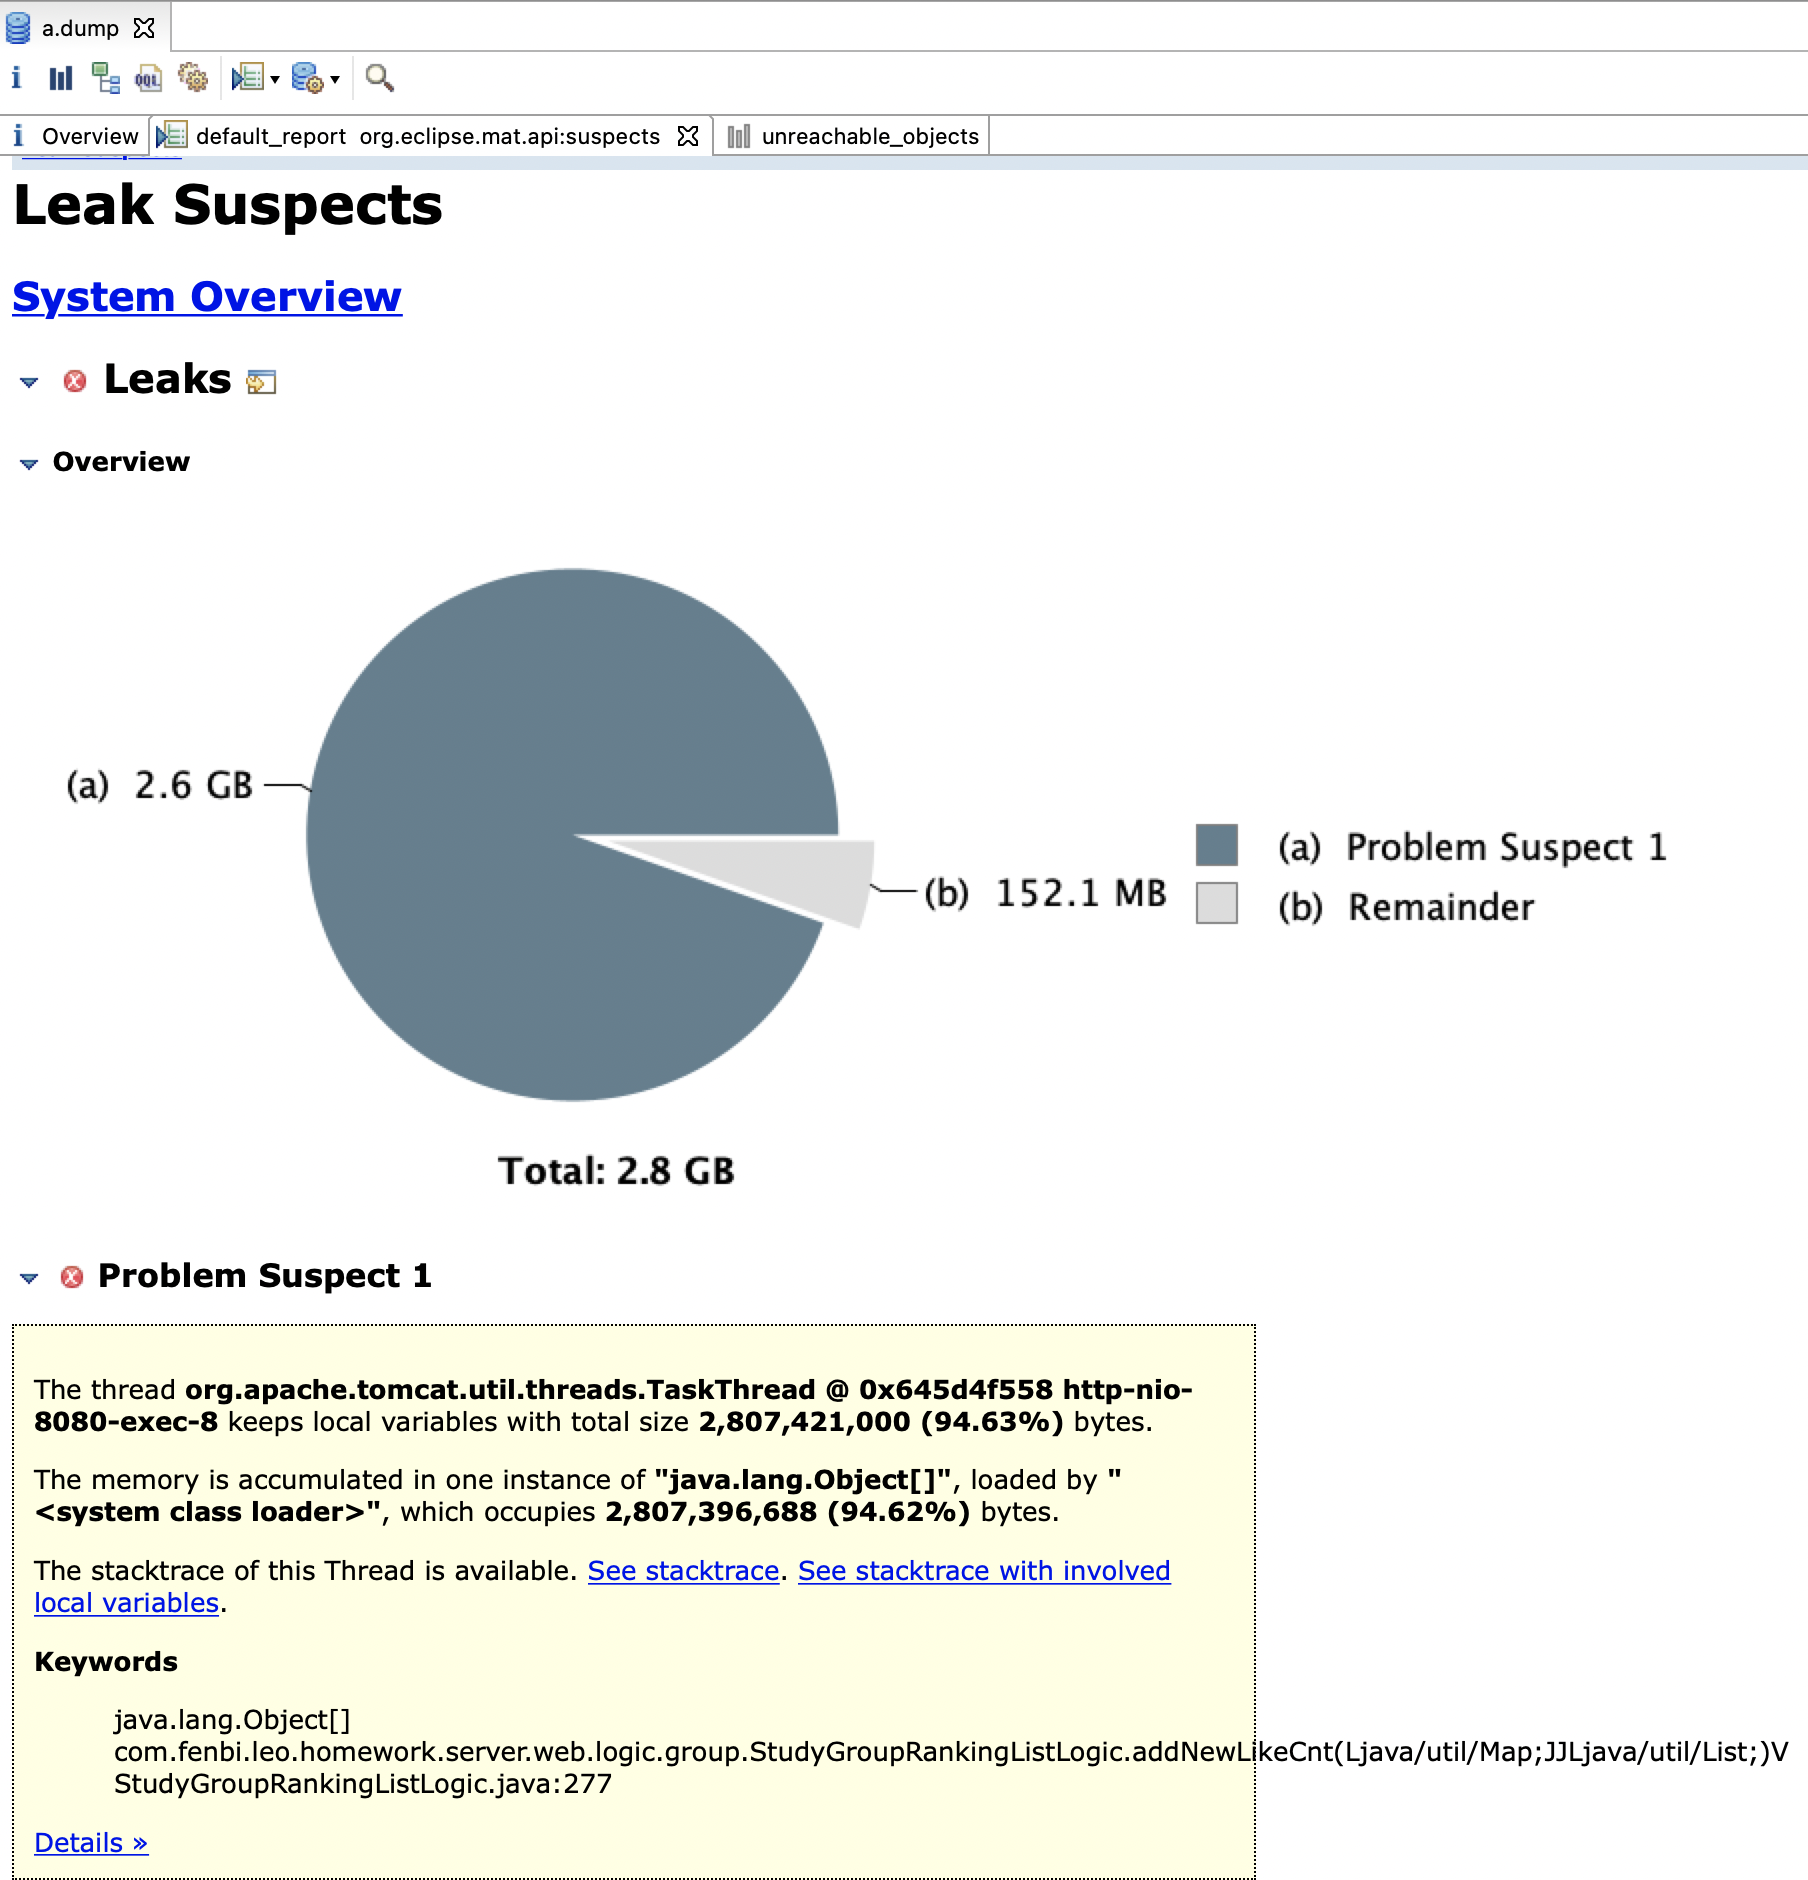 a.dump
i
OQL
i Overview default_report org.eclipse.mat.api:suspects unreachable_objects
Leak Suspects
System Overview
Leaks
Overview
(a) 2.6 GB
(b) 152.1 MB
(a) Problem Suspect 1
(b) Remainder
Total: 2.8 GB
Problem Suspect 1
The thread org.apache.tomcat.util.threads.TaskThread @ 0x645d4f558 http-nio-
8080-exec-8 keeps local variables with total size 2,807,421,000 (94.63%) bytes.
The memory is accumulated in one instance of "java.lang.Object[]", loaded by "
<system class loader>", which occupies 2,807,396,688 (94.62%) bytes.
The stacktrace of this Thread is available. See stacktrace. See stacktrace with involved
local variables.
Keywords
java.lang.Object[]
com.fenbi.leo.homework.server.web.logic.group.StudyGroupRankingListLogic.addNewLikeCnt(Ljava/util/Map;JJLjava/util/List;)V
StudyGroupRankingListLogic.java:277
Details »